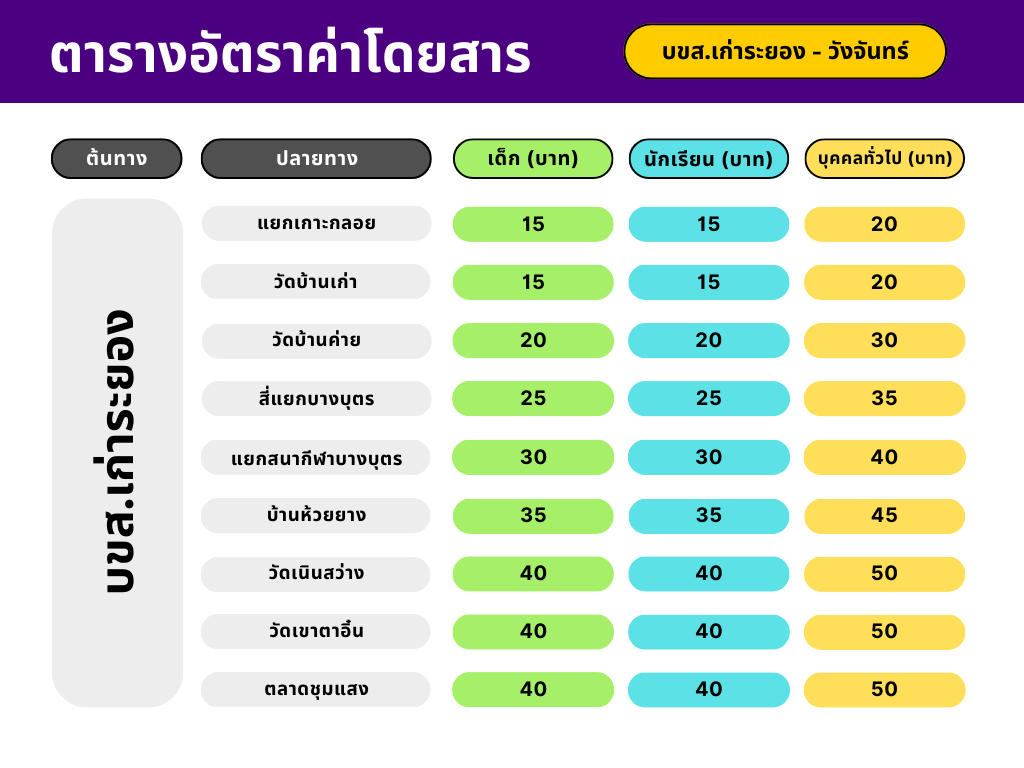 ตารางอัตราค่าโดยสาร
บขส.เก่าระยอง - วังจันทร์
ต้นทาง ปลายทาง เด็ก (บาท) นักเรียน (บาท) บุคคลทั่วไป (บาท)
บขส.เก่าระยอง
แยกเกาะกลอย 15 15 20
วัดบ้านเก่า 15 15 20
วัดบ้านค่าย 20 20 30
สี่แยกบางบุตร 25 25 35
แยกสนากีฬาบางบุตร 30 30 40
บ้านห้วยยาง 35 35 45
วัดเนินสว่าง 40 40 50
วัดเขาตาอิ๋น 40 40 50
ตลาดชุมแสง 40 40 50